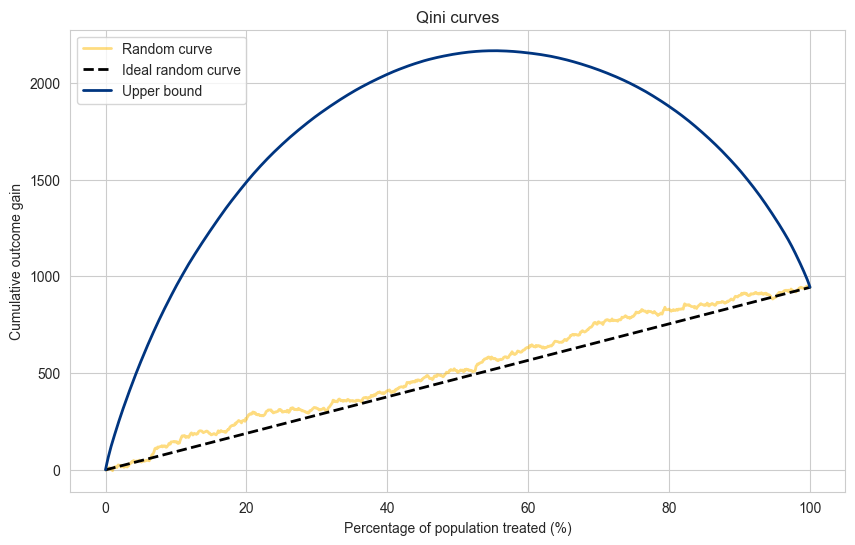 Qini curves
Random curve
Ideal random curve
Upper bound
Cumulative outcome gain
2000
1500
1000
500
0
0 20 40 60 80 100
Percentage of population treated (%)